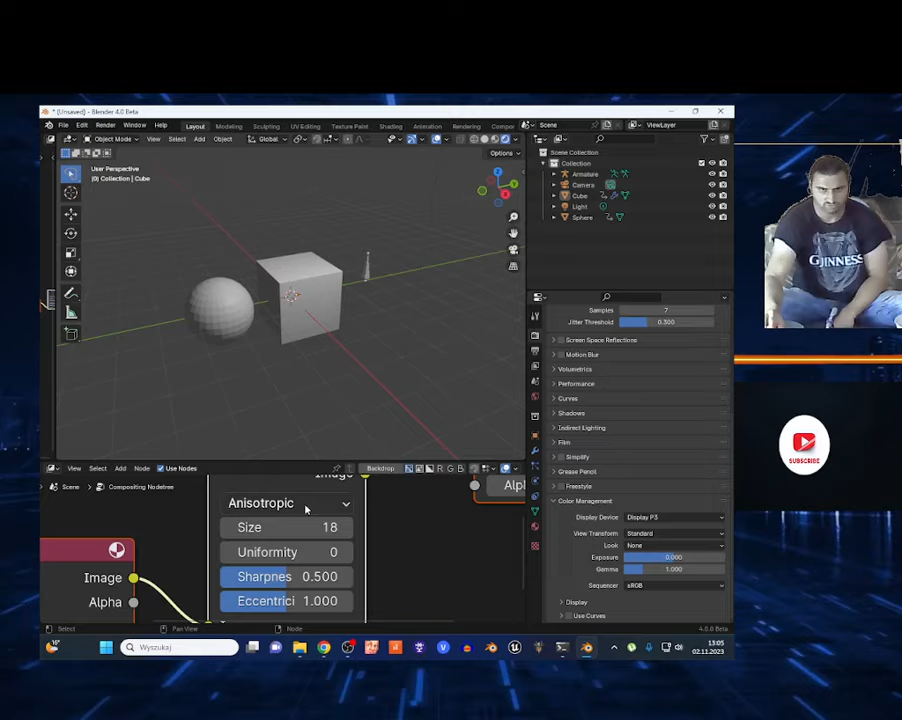 * (Unsaved) - Blender 4.0 Beta
File Edit Render Window Help Layout Modeling Sculpting UV Editing Texture Paint Shading Animation Rendering Compos
Scene ViewLayer
Object Mode View Select Add Object
Options
User Perspective
(0) Collection | Cube
Scene Collection
Collection
Armature
Camera
Cube
Light
Sphere
Samples 7
Jitter Threshold 0.300
Screen Space Reflections
Motion Blur
Volumetrics
Performance
Curves
Shadows
Indirect Lighting
Film
Simplify
Grease Pencil
Freestyle
Color Management
Display Device Display P3
View Transform Standard
Look None
Exposure 0.000
Gamma 1.000
Sequencer sRGB
Display
Use Curves
View Select Add Node Use Nodes Backdrop R G B
Scene > Compositing Nodetree
Image
Alpha
Anisotropic
Size 18
Uniformity 0
Sharpnes 0.500
Eccentrici 1.000
Image
Alpha
Select Pan View Node 4.0.0 Beta
Wyszukaj
13:05
02.11.2023
GUINNESS
SUBSCRIBE